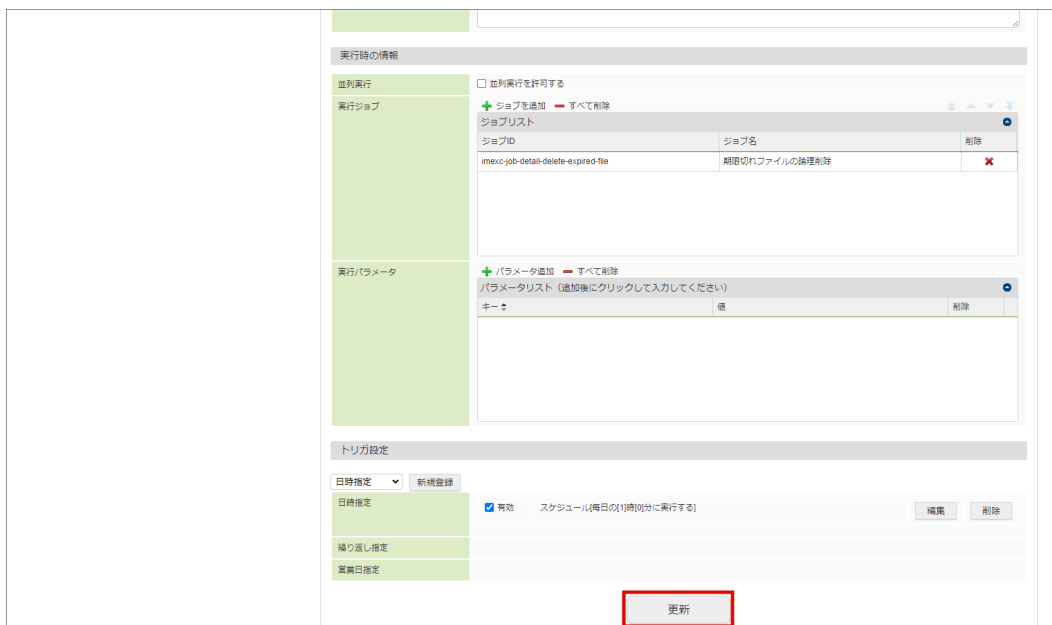 実行時の情報
並列実行 並列実行を許可する
実行ジョブ ジョブを追加 すべて削除
ジョブリスト
ジョブID ジョブ名 削除
imexc-job-detail-delete-expired-file 期限切れファイルの論理削除
実行パラメータ パラメータ追加 すべて削除
パラメータリスト（追加後にクリックして入力してください）
キー 値 削除
トリガ設定
日時指定 新規登録
日時指定 有効 スケジュール[毎日の[1]時[0]分に実行する] 編集 削除
繰り返し指定
営業日指定
更新